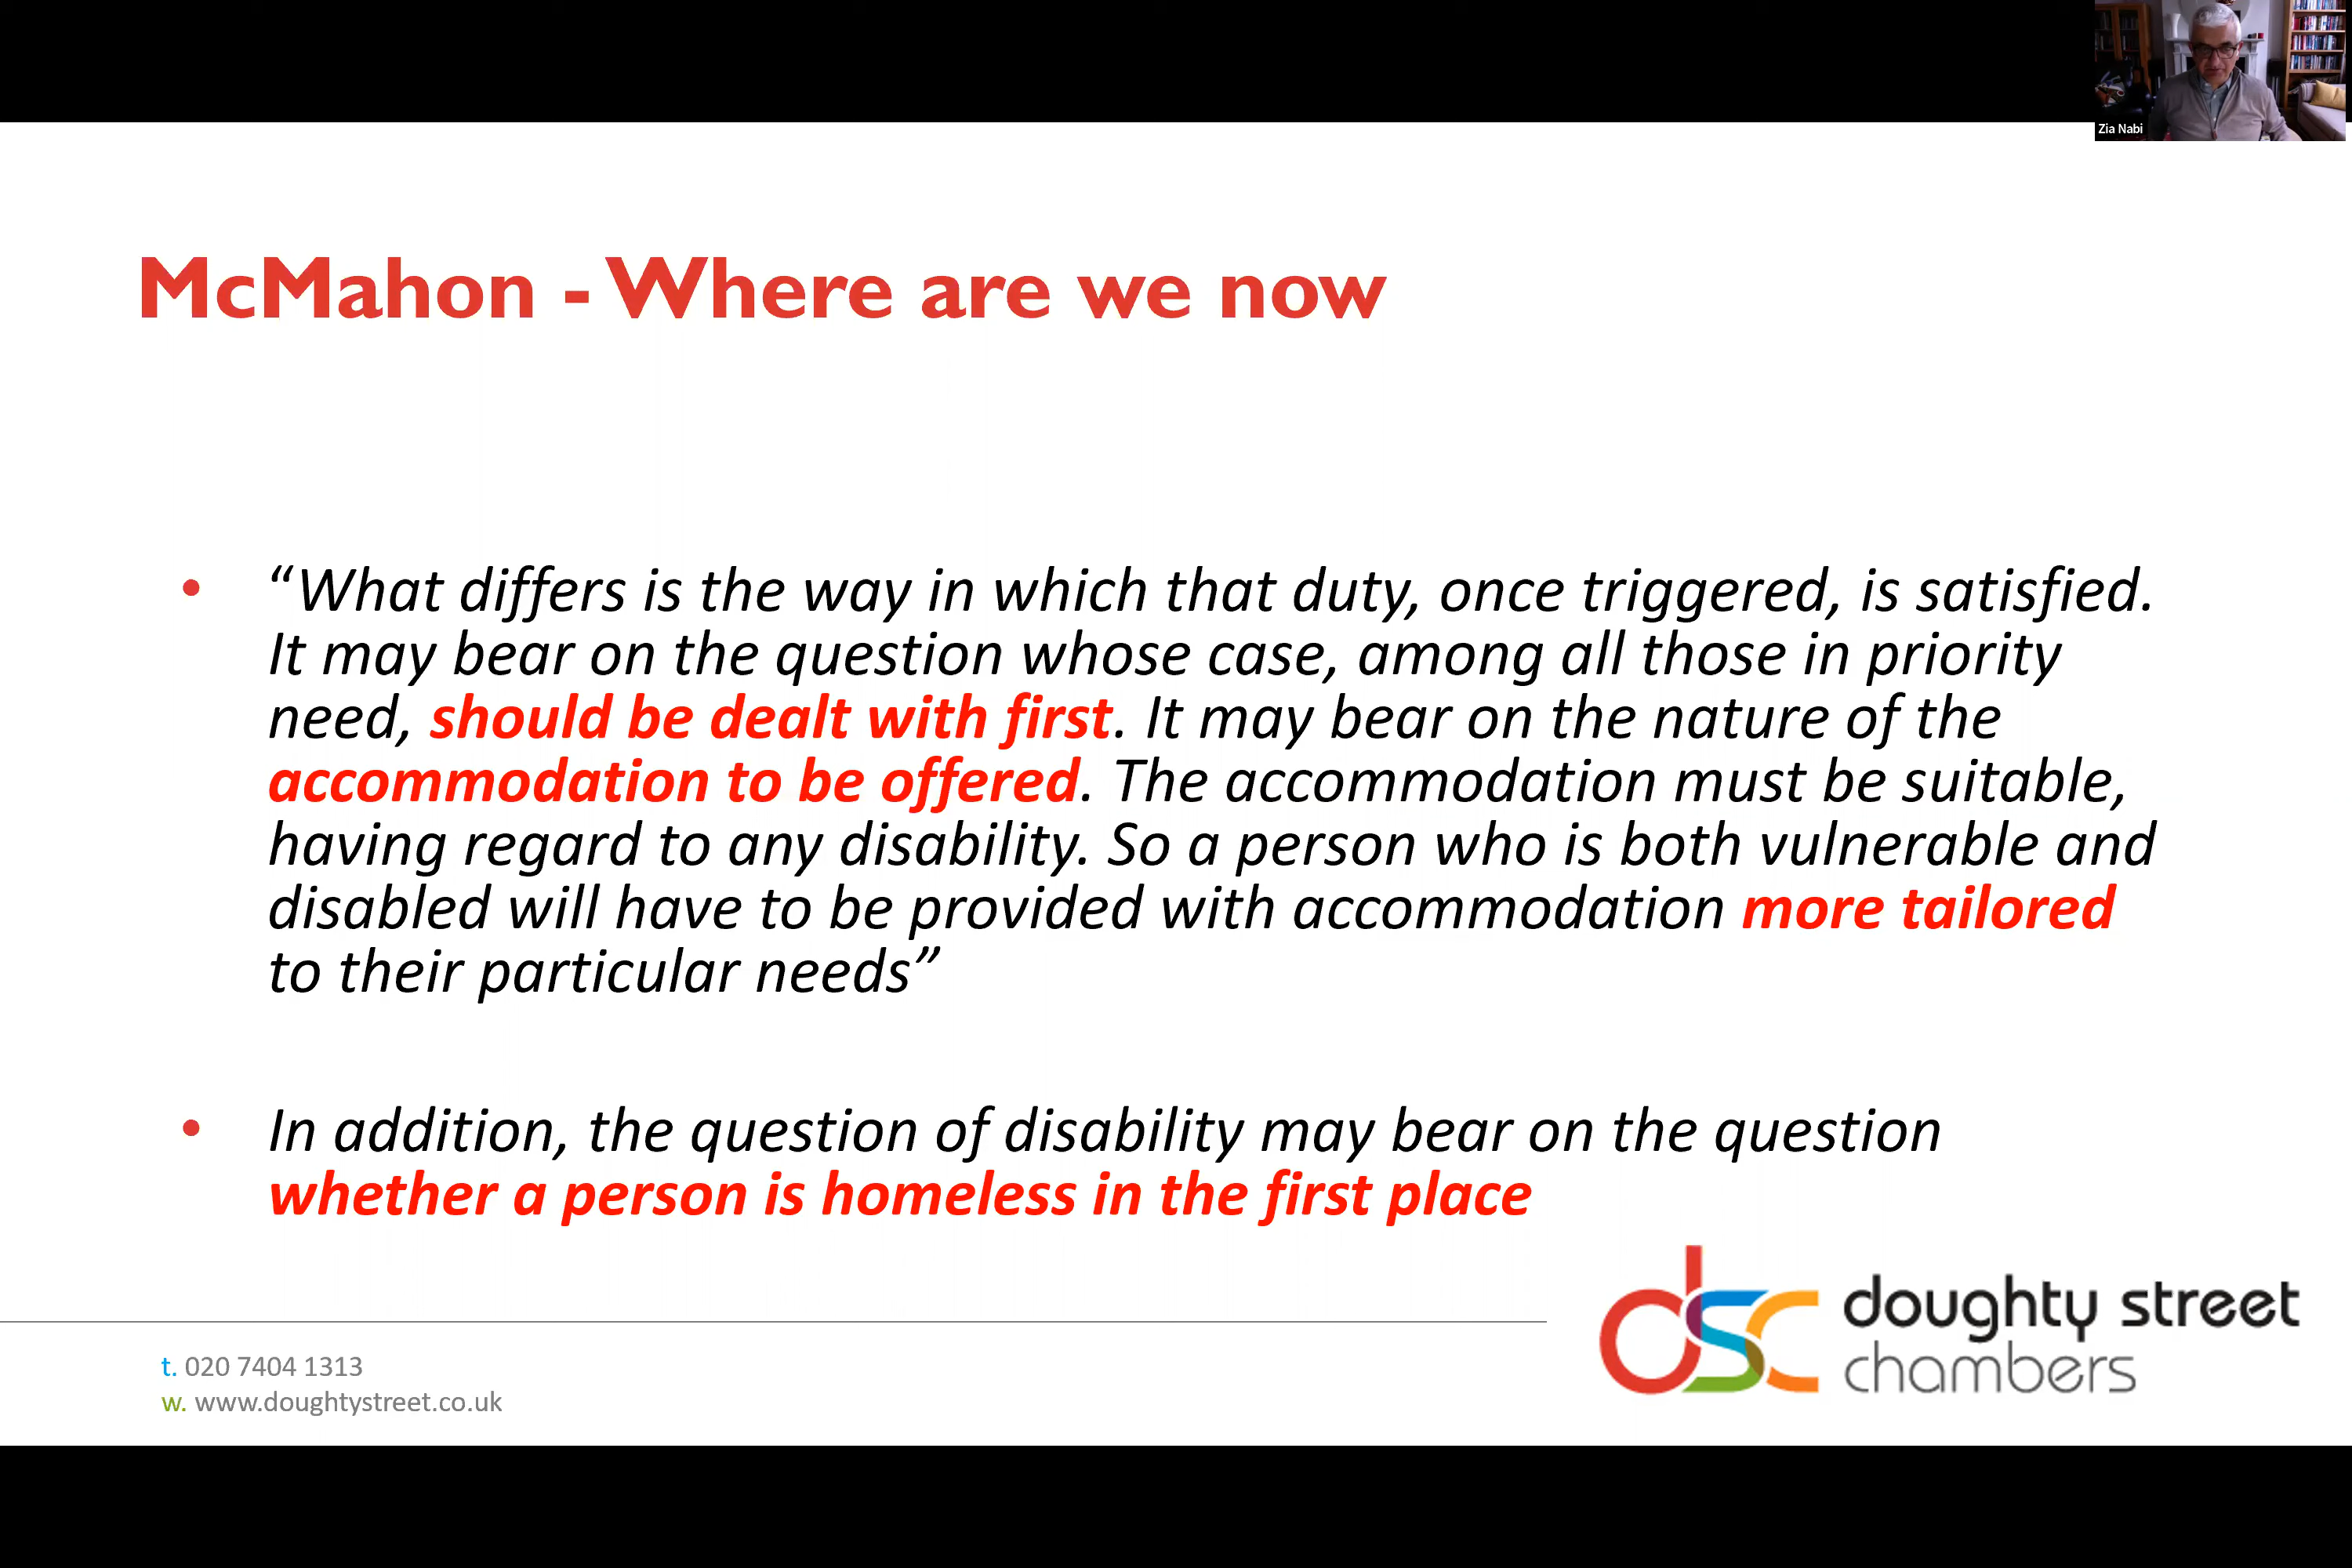 Zia Nabi
McMahon - Where are we now
• “What differs is the way in which that duty, once triggered, is satisfied.
It may bear on the question whose case, among all those in priority
need, should be dealt with first. It may bear on the nature of the
accommodation to be offered. The accommodation must be suitable,
having regard to any disability. So a person who is both vulnerable and
disabled will have to be provided with accommodation more tailored
to their particular needs”
• In addition, the question of disability may bear on the question
whether a person is homeless in the first place
dsc doughty street
chambers
t. 020 7404 1313
w. www.doughtystreet.co.uk